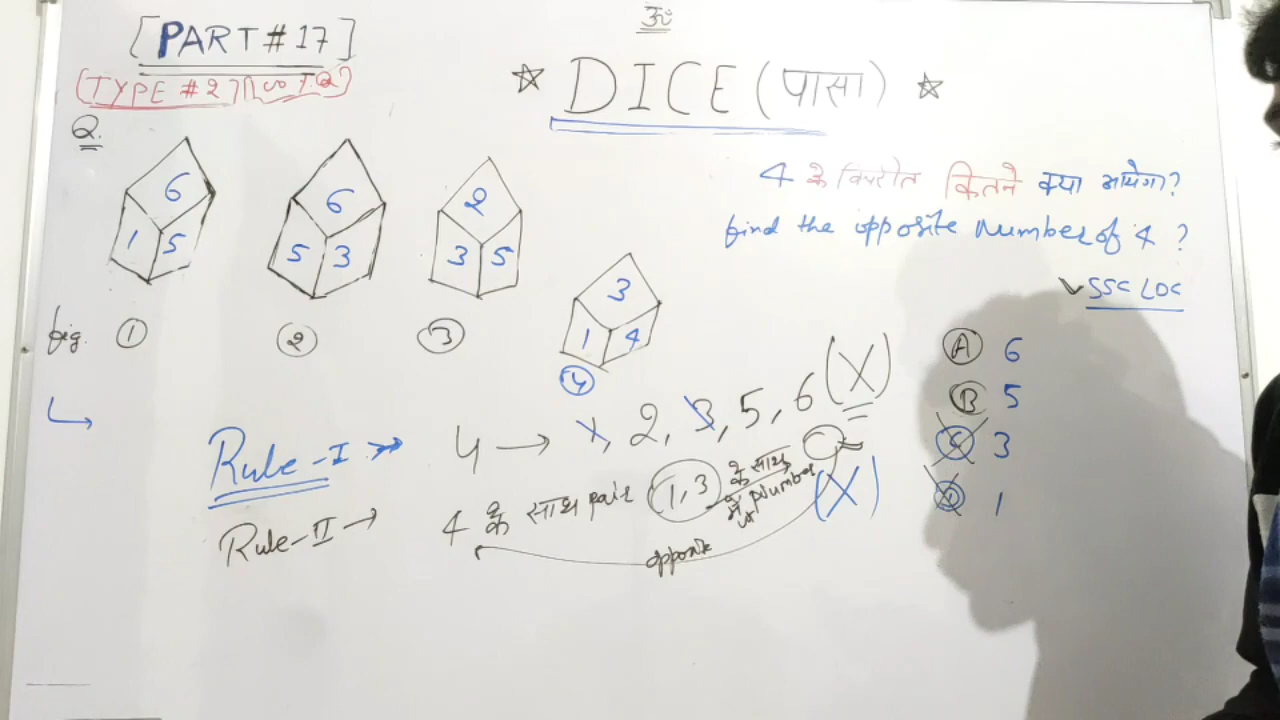 ॐ
[PART#17]
[TYPE #27
☆ DICE (पासा) ☆
Q.
6
1 5
6
5 3
2
3 5
3
1 4
fig. ① ② ③ ④
4 के विपरीत कितने क्या आयेगा?
find the opposite Number of 4 ?
SSC LDC
(A) 6
(B) 5
3
1
Rule-I 4 → 1, 2, 3, 5, 6 (X)
Rule-II → 4 के साथ pair (1,3) के साथ में Number (X)
opposite